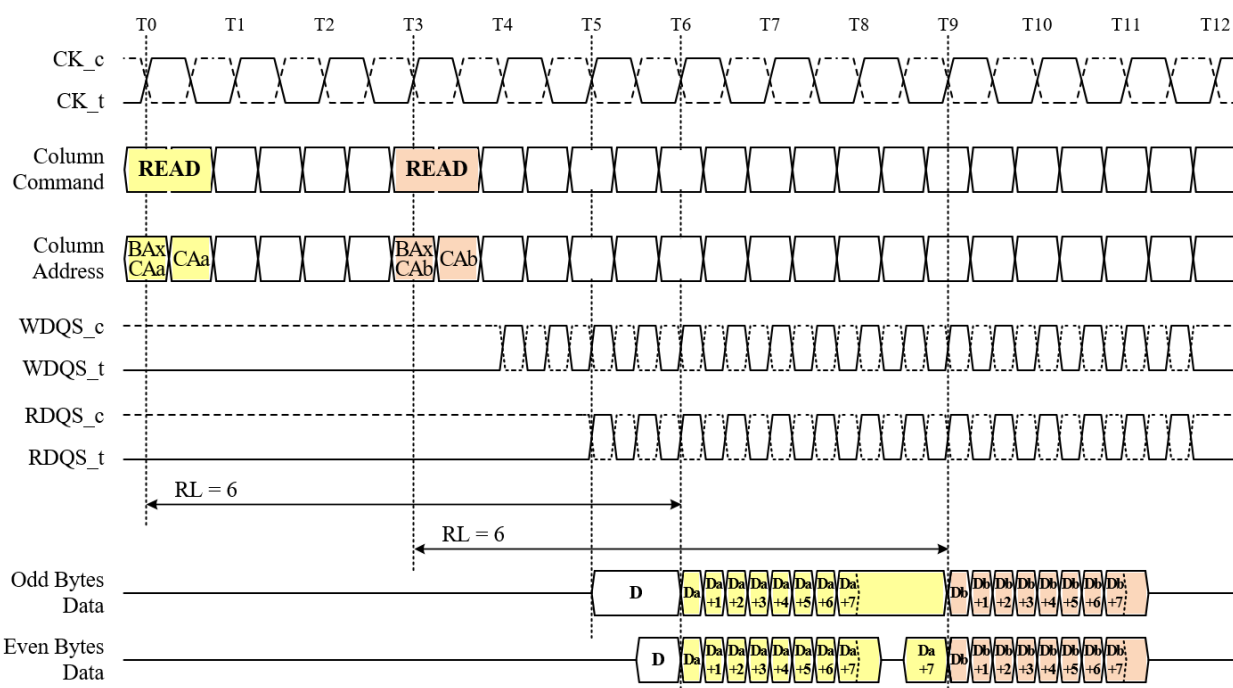 T0 T1 T2 T3 T4 T5 T6 T7 T8 T9 T10 T11 T12
CK_c
CK_t
Column
Command
READ READ
Column
Address
BAx
CAa
CAa
BAx
CAb
CAb
WDQS_c
WDQS_t
RDQS_c
RDQS_t
RL = 6
RL = 6
Odd Bytes
Data
D Da Da +1 Da +2 Da +3 Da +4 Da +5 Da +6 Da +7 Db Db +1 Db +2 Db +3 Db +4 Db +5 Db +6 Db +7
Even Bytes
Data
D Da Da +1 Da +2 Da +3 Da +4 Da +5 Da +6 Da +7 Da +7 Db Db +1 Db +2 Db +3 Db +4 Db +5 Db +6 Db +7